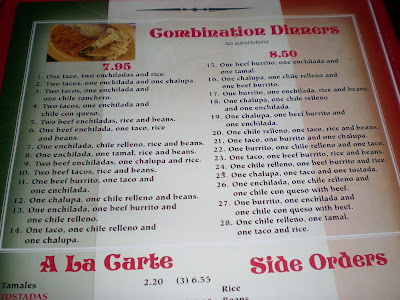 Combination Dinners
No substitutions
7.95
1. One taco, two enchiladas and rice.
2. One taco, one enchilada and one chalupa.
3. Two tacos, one enchilada and
one chile ranchero.
4. Two tacos, one enchilada and
chile con queso.
5. Two beef enchiladas, rice and beans.
6. One beef enchilada, one taco, rice
and beans.
7. One enchilada, chile relleno, rice and beans.
8. One enchilada, one tamal, rice and beans.
9. Two beef enchiladas, one chalupa and rice.
10. Two beef tacos, rice and beans.
11. One beef burrito, one taco and
one enchilada.
12. One chalupa, one chile relleno and beans.
13. One enchilada, one beef burrito and
one chile relleno.
14. One taco, one chile relleno and
one chalupa.
8.50
15. One beef burrito, one enchilada and
one tamal.
16. One chalupa, one chile relleno and
one enchilada.
17. One burrito, one enchilada, rice and beans.
18. One chalupa, one chile relleno
and one enchilada.
19. One chalupa, one beef burrito and
one enchilada.
20. One chile relleno, one taco, rice and beans.
21. One taco, one burrito and one chalupa.
22. One burrito, one chile relleno and one taco.
23. One taco, one beef burrito, rice and beans.
24. One chile relleno, one beef burrito and rice.
25. One chalupa, one taco and one tostada.
26. One enchilada, one chile relleno and
one chile con queso with beef.
27. One enchilada, one beef burrito and
one chile con queso with beef.
28. One chile relleno, one tamal,
one taco and rice.
A La Carte
Tamales 2.20 (3) 6.55
TOSTADAS
Side Orders
Rice
Beans